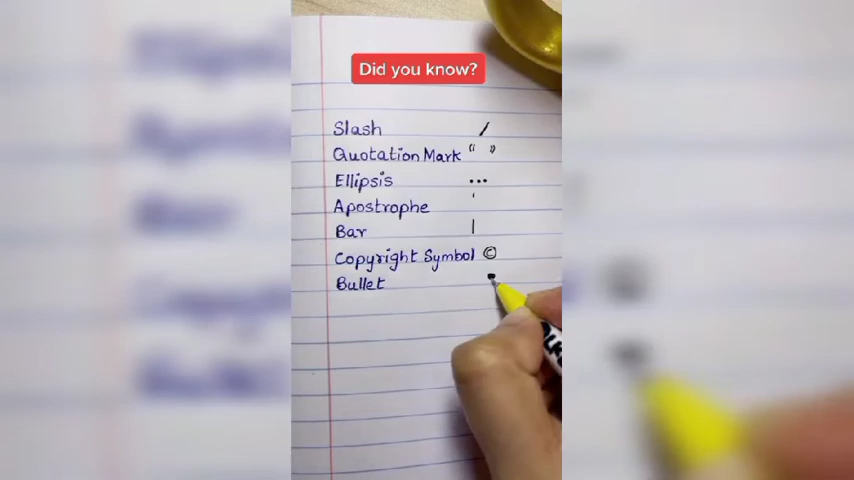 Did you know?
Slash /
Quotation Mark “ ”
Ellipsis ...
Apostrophe '
Bar |
Copyright Symbol ©
Bullet •